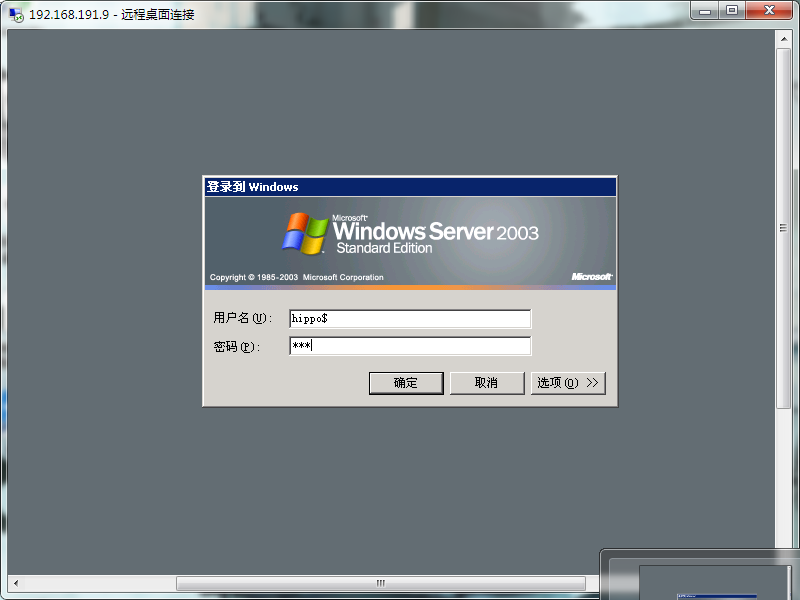 192.168.191.9 - 远程桌面连接
登录到 Windows
Microsoft
Windows Server 2003
Standard Edition
Copyright © 1985-2003 Microsoft Corporation
Microsoft
用户名(U):
hippo$
密码(P):
***
确定
取消
选项(O) >>